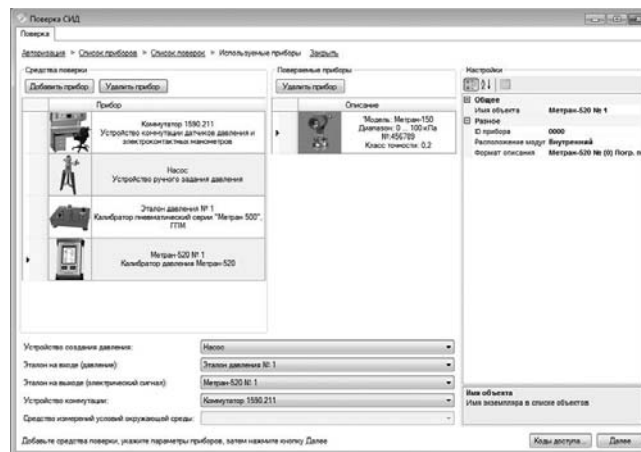 Поверка СИД
Поверка
Авторизация > Список приборов > Список поверок > Используемые приборы Закрыть
Средства поверки
Добавить прибор Удалить прибор
Прибор
Коммутатор 1590.211
Устройство коммутации датчиков давления и
электроконтактных манометров
Насос
Устройство ручного задания давления
Эталон давления № 1
Калибратор пневматический серии "Метран 500",
ГПМ
Метран-520 № 1
Калибратор давления Метран-520
Поверяемые приборы
Удалить прибор
Описание
"Модель: Метран-150
Диапазон: 0 ... 100 кПа
№:456789
Класс точности: 0,2
Настройки
Общее
Имя объекта Метран-520 № 1
Разное
ID прибора 0000
Расположение модул Внутренний
Формат описания Метран-520 № (0) Погр. п
Устройство создания давления: Насос
Эталон на входе (давление): Эталон давления № 1
Эталон на выходе (электрический сигнал): Метран-520 № 1
Устройство коммутации: Коммутатор 1590.211
Средства измерений условий окружающей среды:
Имя объекта
Имя экземпляра в списке объектов
Добавьте средства поверки, укажите параметры приборов, затем нажмите кнопку Далее
Коды доступа... Далее